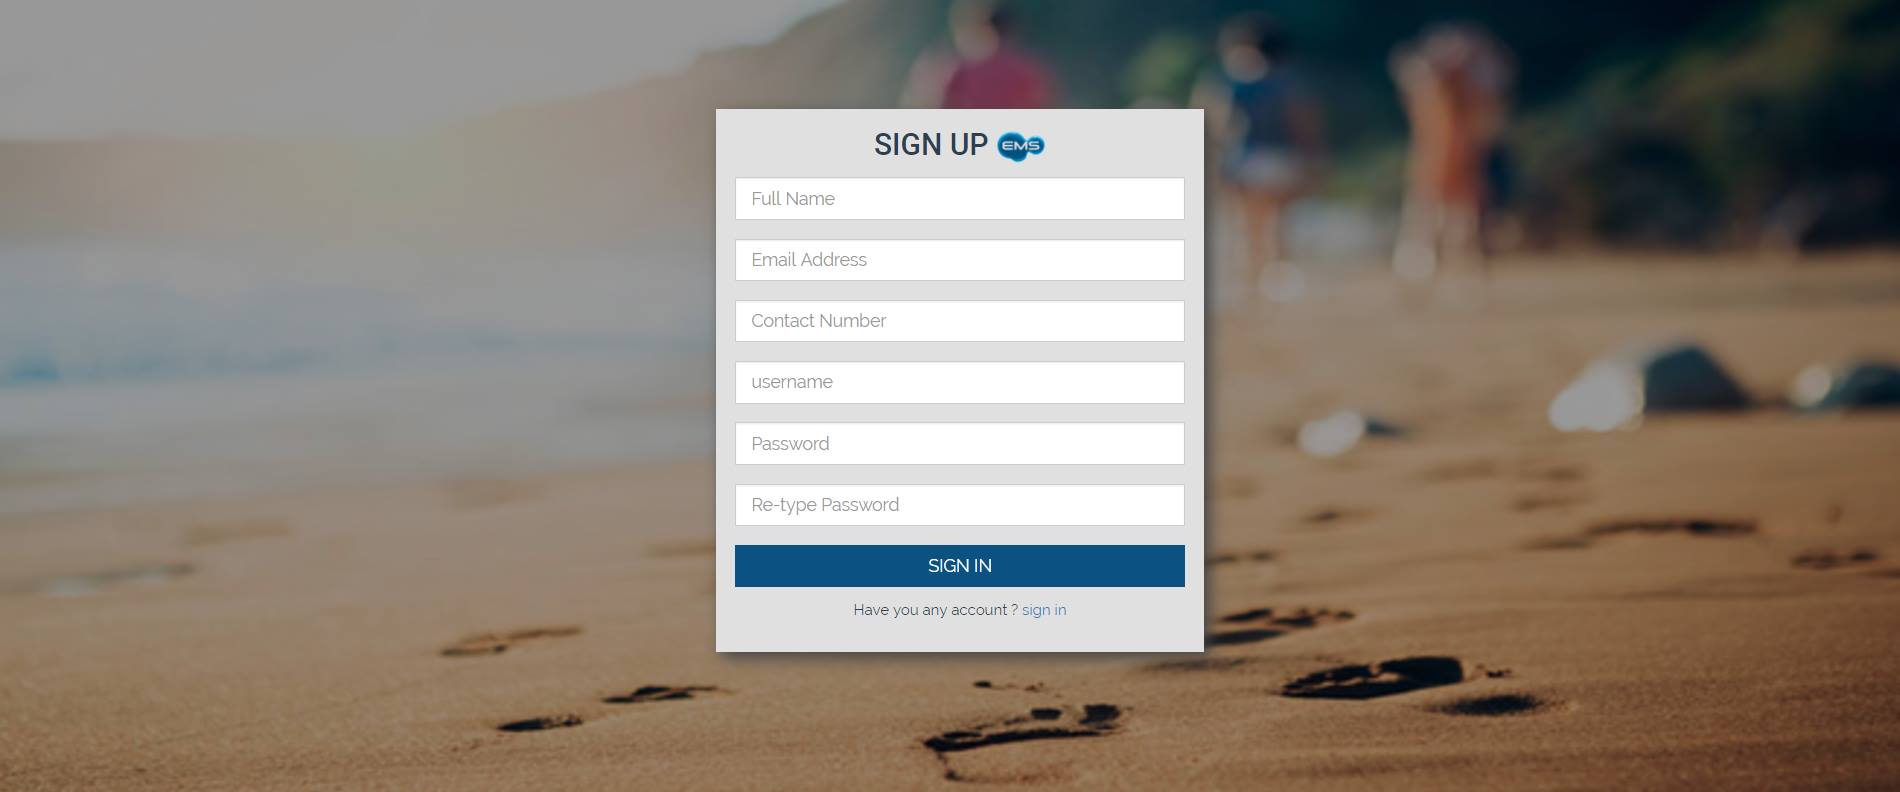 SIGN UP EMS
Full Name
Email Address
Contact Number
username
Password
Re-type Password
SIGN IN
Have you any account ? sign in